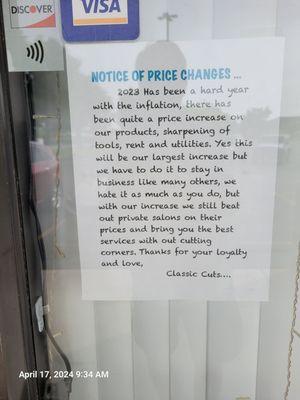 DISCOVER
VISA
NOTICE OF PRICE CHANGES ...
2023 Has been a hard year
with the inflation, there has
been quite a price increase on
our products, sharpening of
tools, rent and utilities. Yes this
will be our largest increase but
we have to do it to stay in
business like many others, we
hate it as much as you do, but
with our increase we still beat
out private salons on their
prices and bring you the best
services with out cutting
corners. Thanks for your loyalty
and love,
Classic Cuts....
April 17, 2024 9:34 AM